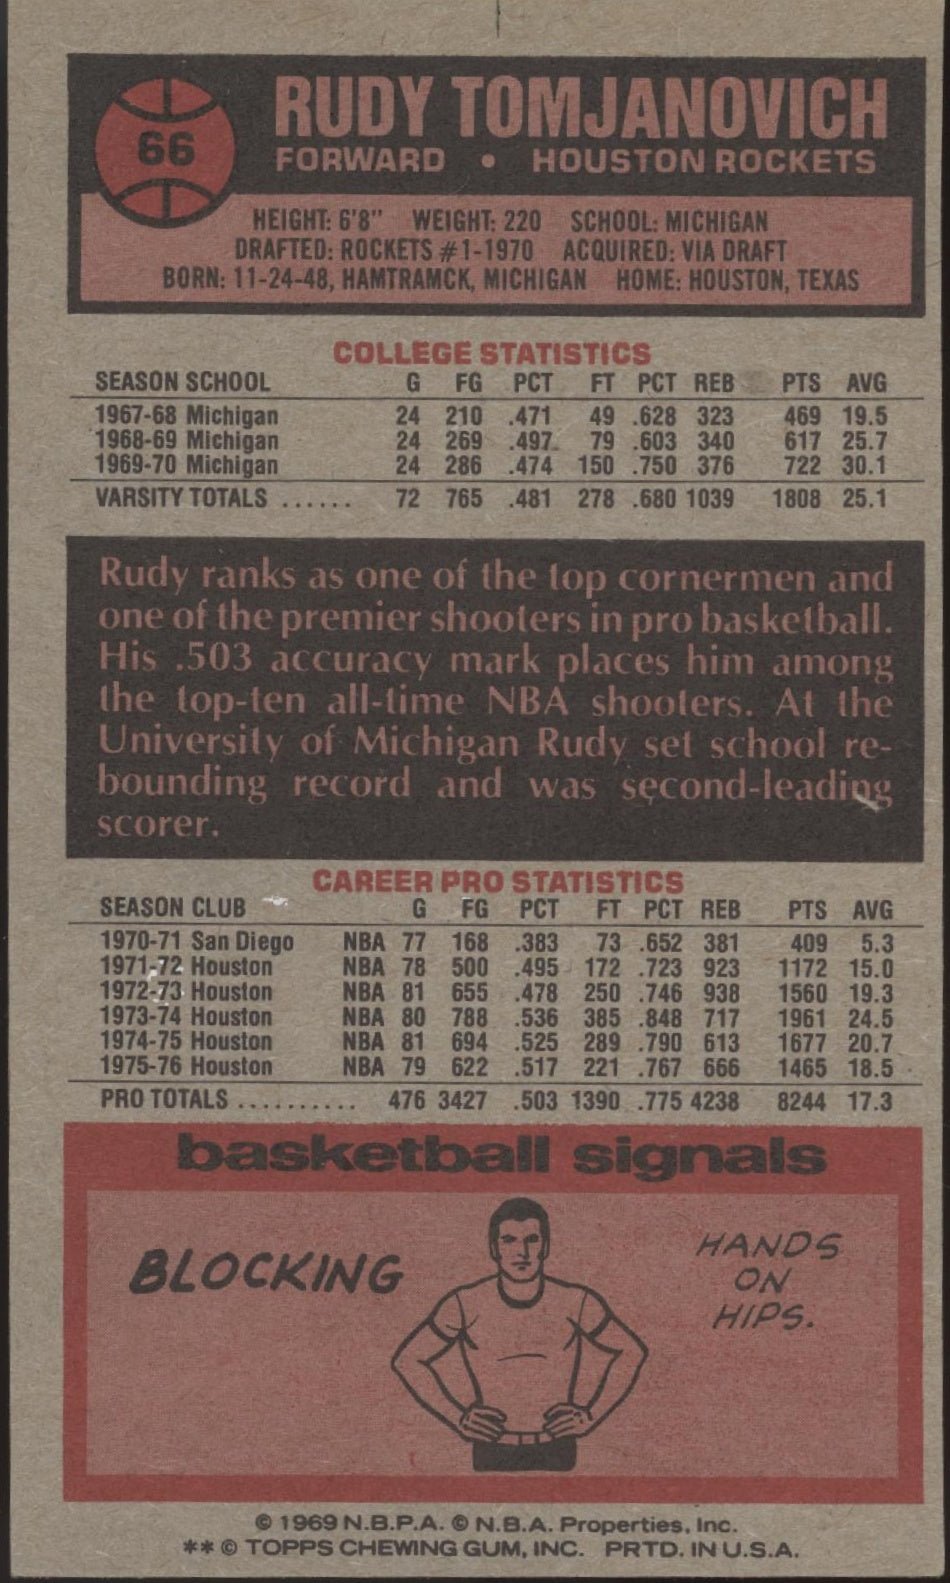 66
RUDY TOMJANOVICH
FORWARD • HOUSTON ROCKETS
HEIGHT: 6'8" WEIGHT: 220 SCHOOL: MICHIGAN
DRAFTED: ROCKETS #1-1970 ACQUIRED: VIA DRAFT
BORN: 11-24-48, HAMTRAMCK, MICHIGAN HOME: HOUSTON, TEXAS
COLLEGE STATISTICS
SEASON SCHOOL G FG PCT FT PCT REB PTS AVG
1967-68 Michigan 24 210 .471 49 .628 323 469 19.5
1968-69 Michigan 24 269 .497 79 .603 340 617 25.7
1969-70 Michigan 24 286 .474 150 .750 376 722 30.1
VARSITY TOTALS ...... 72 765 .481 278 .680 1039 1808 25.1
Rudy ranks as one of the top cornermen and
one of the premier shooters in pro basketball.
His .503 accuracy mark places him among
the top-ten all-time NBA shooters. At the
University of Michigan Rudy set school re-
bounding record and was second-leading
scorer.
CAREER PRO STATISTICS
SEASON CLUB G FG PCT FT PCT REB PTS AVG
1970-71 San Diego NBA 77 168 .383 73 .652 381 409 5.3
1971-72 Houston NBA 78 500 .495 172 .723 923 1172 15.0
1972-73 Houston NBA 81 655 .478 250 .746 938 1560 19.3
1973-74 Houston NBA 80 788 .536 385 .848 717 1961 24.5
1974-75 Houston NBA 81 694 .525 289 .790 613 1677 20.7
1975-76 Houston NBA 79 622 .517 221 .767 666 1465 18.5
PRO TOTALS .......... 476 3427 .503 1390 .775 4238 8244 17.3
basketball signals
BLOCKING
HANDS
ON
HIPS.
© 1969 N.B.P.A. © N.B.A. Properties, Inc.
** © TOPPS CHEWING GUM, INC. PRTD. IN U.S.A.